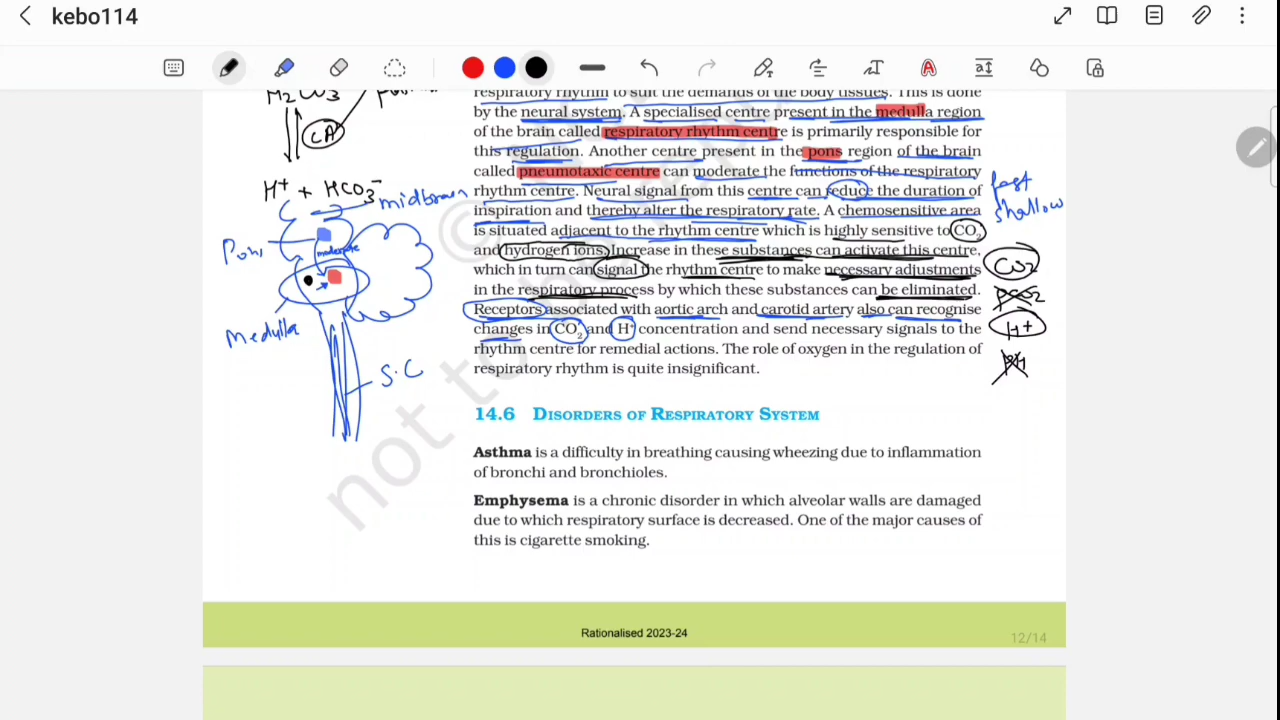 kebo114
H2CO3
CA
H+ + HCO3-
midbrain
Pons
moderate
Medulla
S.C
respiratory rhythm to suit the demands of the body tissues. This is done
by the neural system. A specialised centre present in the medulla region
of the brain called respiratory rhythm centre is primarily responsible for
this regulation. Another centre present in the pons region of the brain
called pneumotaxic centre can moderate the functions of the respiratory
rhythm centre. Neural signal from this centre can reduce the duration of
inspiration and thereby alter the respiratory rate. A chemosensitive area
is situated adjacent to the rhythm centre which is highly sensitive to CO2
and hydrogen ions. Increase in these substances can activate this centre,
which in turn can signal the rhythm centre to make necessary adjustments
in the respiratory process by which these substances can be eliminated.
Receptors associated with aortic arch and carotid artery also can recognise
changes in CO2 and H+ concentration and send necessary signals to the
rhythm centre for remedial actions. The role of oxygen in the regulation of
respiratory rhythm is quite insignificant.
fast
shallow
CO2
pCO2
H+
pH
14.6 DISORDERS OF RESPIRATORY SYSTEM
Asthma is a difficulty in breathing causing wheezing due to inflammation
of bronchi and bronchioles.
Emphysema is a chronic disorder in which alveolar walls are damaged
due to which respiratory surface is decreased. One of the major causes of
this is cigarette smoking.
© not to
Rationalised 2023-24
12/14